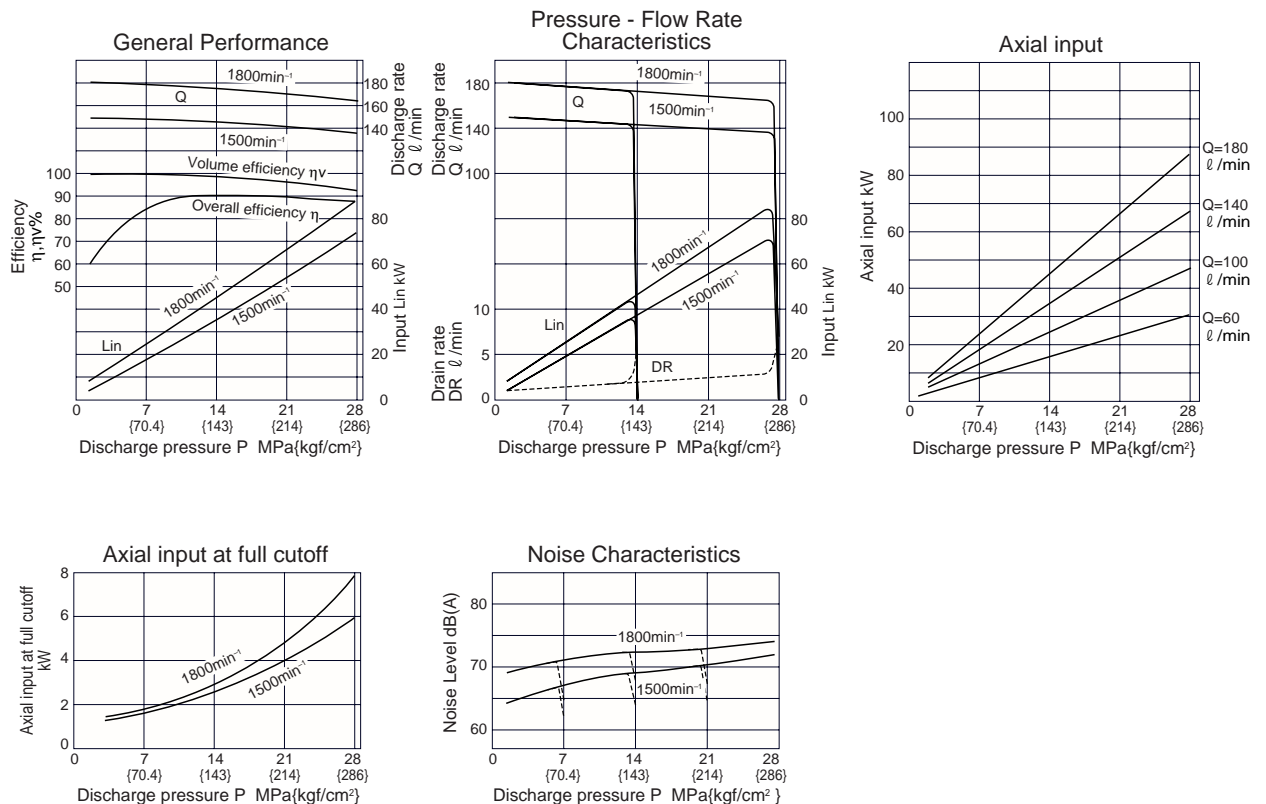 General Performance
1800min⁻¹
Q
1500min⁻¹
Volume efficiency ηv
Overall efficiency η
1800min⁻¹
1500min⁻¹
Lin
Efficiency
η,ηv%
100
90
80
70
60
50
180
160
140
Discharge rate
Q ℓ/min
80
60
40
20
0
Input Lin kW
0
7
14
21
28
{70.4}
{143}
{214}
{286}
Discharge pressure P MPa{kgf/cm²}
Pressure - Flow Rate
Characteristics
1800min⁻¹
Q
1500min⁻¹
1800min⁻¹
1500min⁻¹
Lin
DR
180
150
140
100
Discharge rate
Q ℓ/min
10
5
0
Drain rate
DR ℓ/min
80
60
40
20
0
Input Lin kW
0
7
14
21
28
{70.4}
{143}
{214}
{286}
Discharge pressure P MPa{kgf/cm²}
Axial input
Axial input kW
100
80
60
40
20
Q=180
ℓ/min
Q=140
ℓ/min
Q=100
ℓ/min
Q=60
ℓ/min
0
7
14
21
28
{70.4}
{143}
{214}
{286}
Discharge pressure P MPa{kgf/cm²}
Axial input at full cutoff
Axial input at full cutoff
kW
8
6
4
2
0
1800min⁻¹
1500min⁻¹
0
7
14
21
28
{70.4}
{143}
{214}
{286}
Discharge pressure P MPa{kgf/cm²}
Noise Characteristics
Noise Level dB(A)
80
70
60
1800min⁻¹
1500min⁻¹
0
7
14
21
28
{70.4}
{143}
{214}
{286}
Discharge pressure P MPa{kgf/cm² }